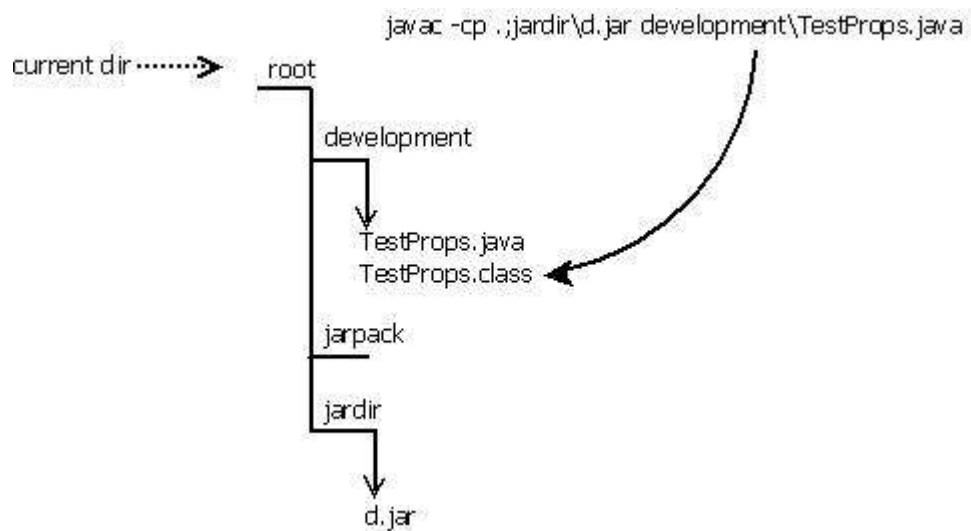 javac -cp .;jardir\d.jar development\TestProps.java
current dir
root
development
TestProps.java
TestProps.class
jarpack
jardir
d.jar